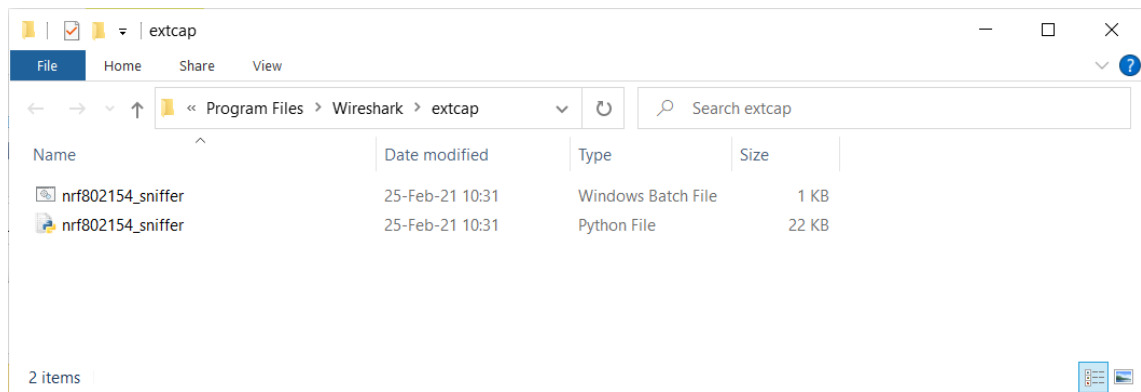 extcap
File Home Share View ?
« Program Files > Wireshark > extcap Search extcap
Name Date modified Type Size
nrf802154_sniffer 25-Feb-21 10:31 Windows Batch File 1 KB
nrf802154_sniffer 25-Feb-21 10:31 Python File 22 KB
2 items